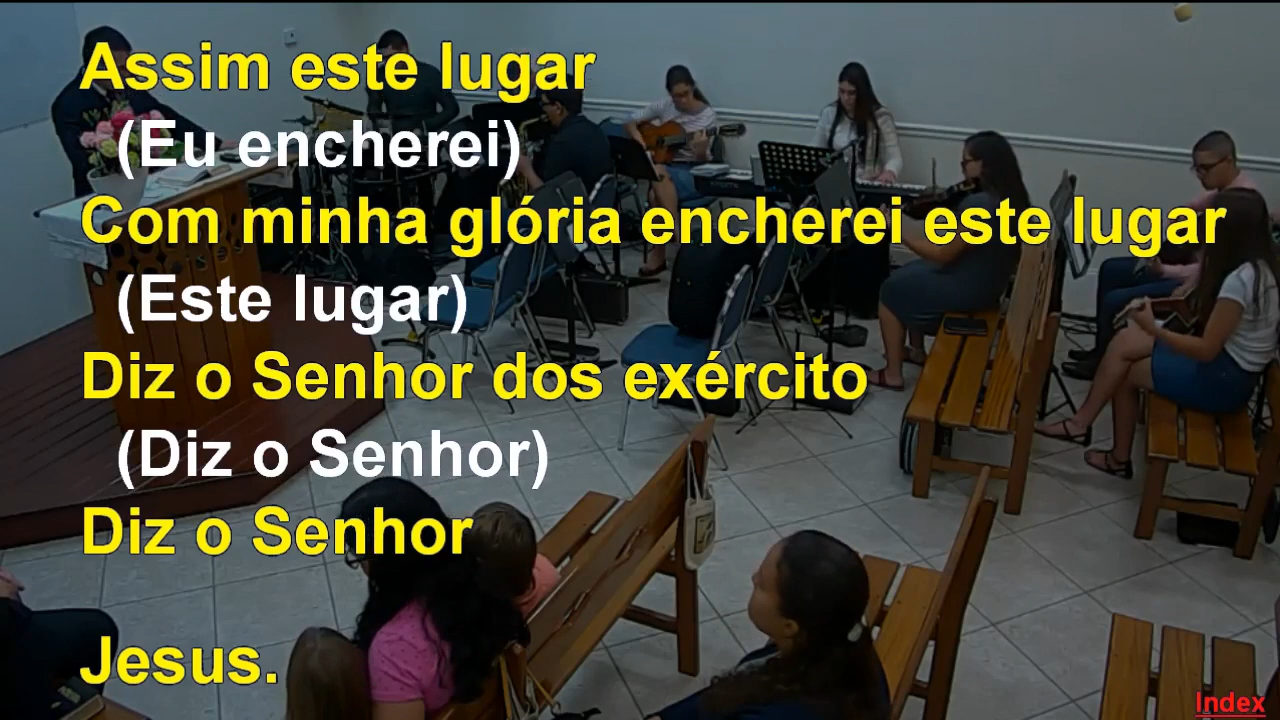 Assim este lugar
(Eu encherei)
Com minha glória encherei este lugar
(Este lugar)
Diz o Senhor dos exército
(Diz o Senhor)
Diz o Senhor
Jesus.
Index